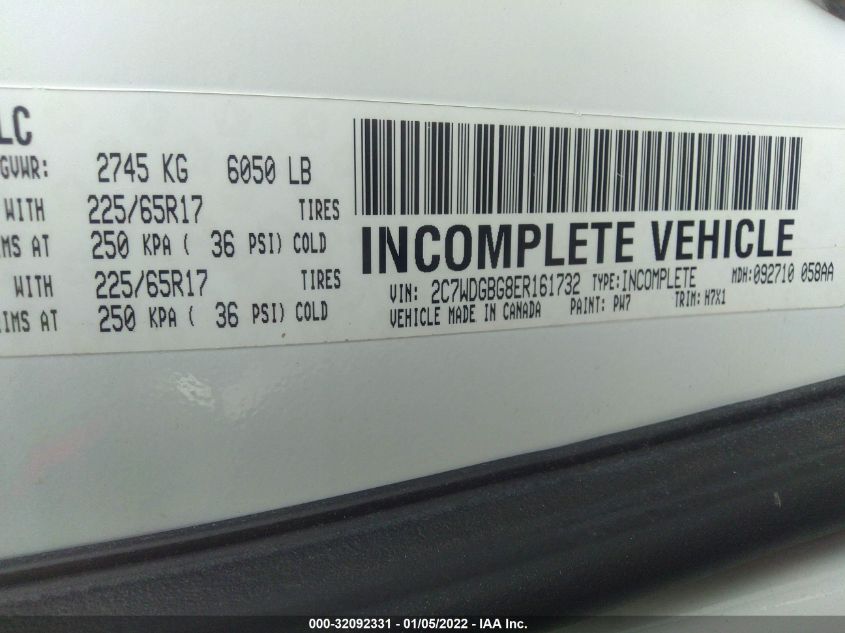 LC
GVWR: 2745 KG 6050 LB
WITH 225/65R17 TIRES
IMS AT 250 KPA ( 36 PSI) COLD
WITH 225/65R17 TIRES
IMS AT 250 KPA ( 36 PSI) COLD
INCOMPLETE VEHICLE
VIN: 2C7WDGBG8ER161732 TYPE:INCOMPLETE MDH:092710 058AA
VEHICLE MADE IN CANADA PAINT: PW7 TRIM: H7X1
000-32092331 - 01/05/2022 - IAA Inc.